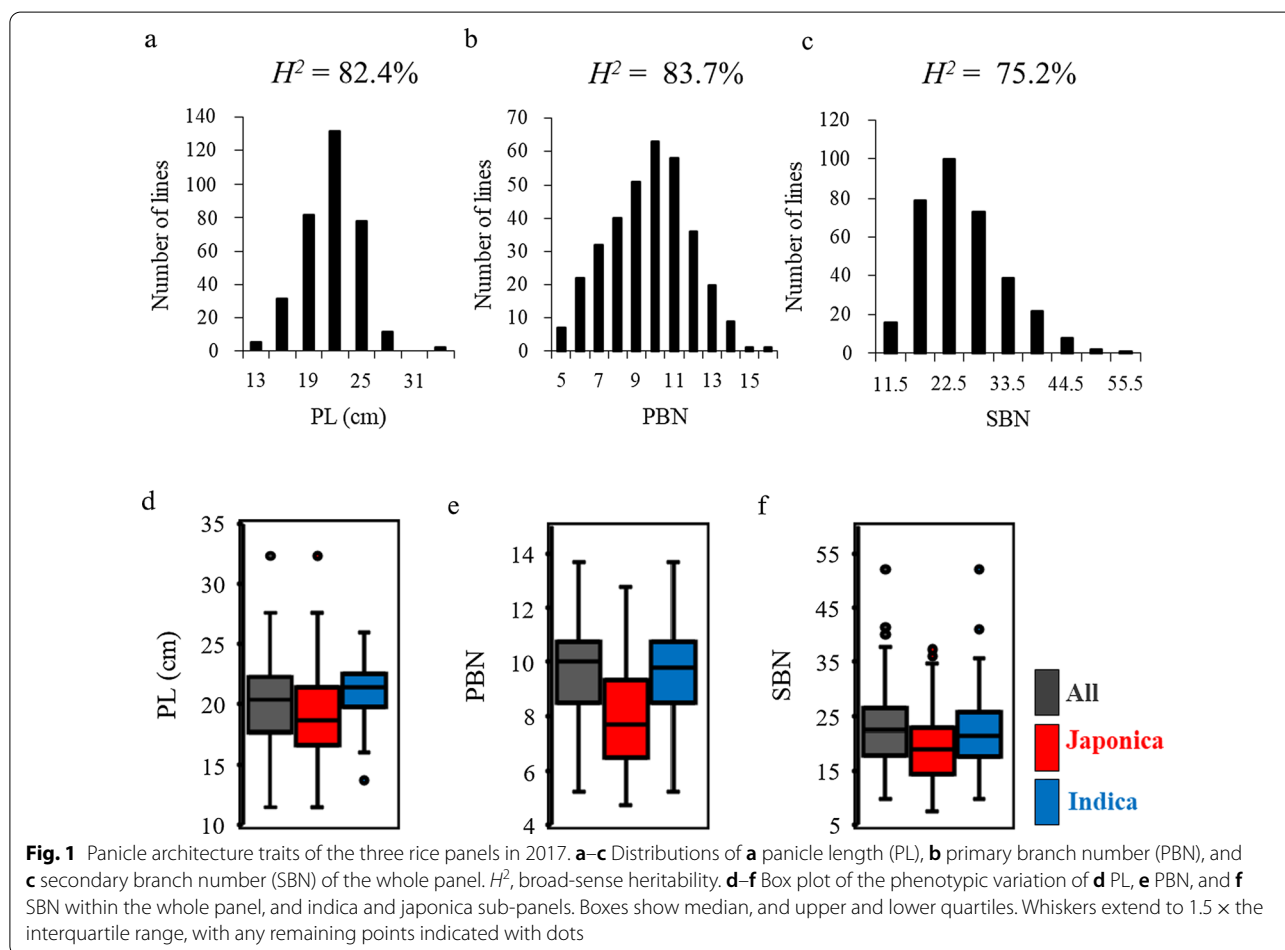 a
b
c
H² = 82.4%
H² = 83.7%
H² = 75.2%
Number of lines
140
120
100
80
60
40
20
0
13 19 25 31
PL (cm)
Number of lines
70
60
50
40
30
20
10
0
5 7 9 11 13 15
PBN
Number of lines
120
100
80
60
40
20
0
11.5 22.5 33.5 44.5 55.5
SBN
d
PL (cm)
35
30
25
20
15
10
e
PBN
14
12
10
8
6
4
f
SBN
55
45
35
25
15
5
All
Japonica
Indica
Fig. 1 Panicle architecture traits of the three rice panels in 2017. a–c Distributions of a panicle length (PL), b primary branch number (PBN), and
c secondary branch number (SBN) of the whole panel. H², broad-sense heritability. d–f Box plot of the phenotypic variation of d PL, e PBN, and f
SBN within the whole panel, and indica and japonica sub-panels. Boxes show median, and upper and lower quartiles. Whiskers extend to 1.5 × the
interquartile range, with any remaining points indicated with dots